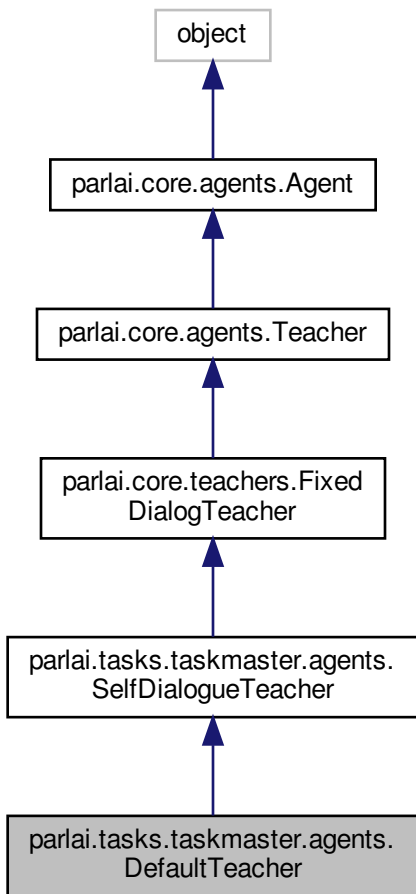 object
parlai.core.agents.Agent
parlai.core.agents.Teacher
parlai.core.teachers.Fixed
DialogTeacher
parlai.tasks.taskmaster.agents.
SelfDialogueTeacher
parlai.tasks.taskmaster.agents.
DefaultTeacher